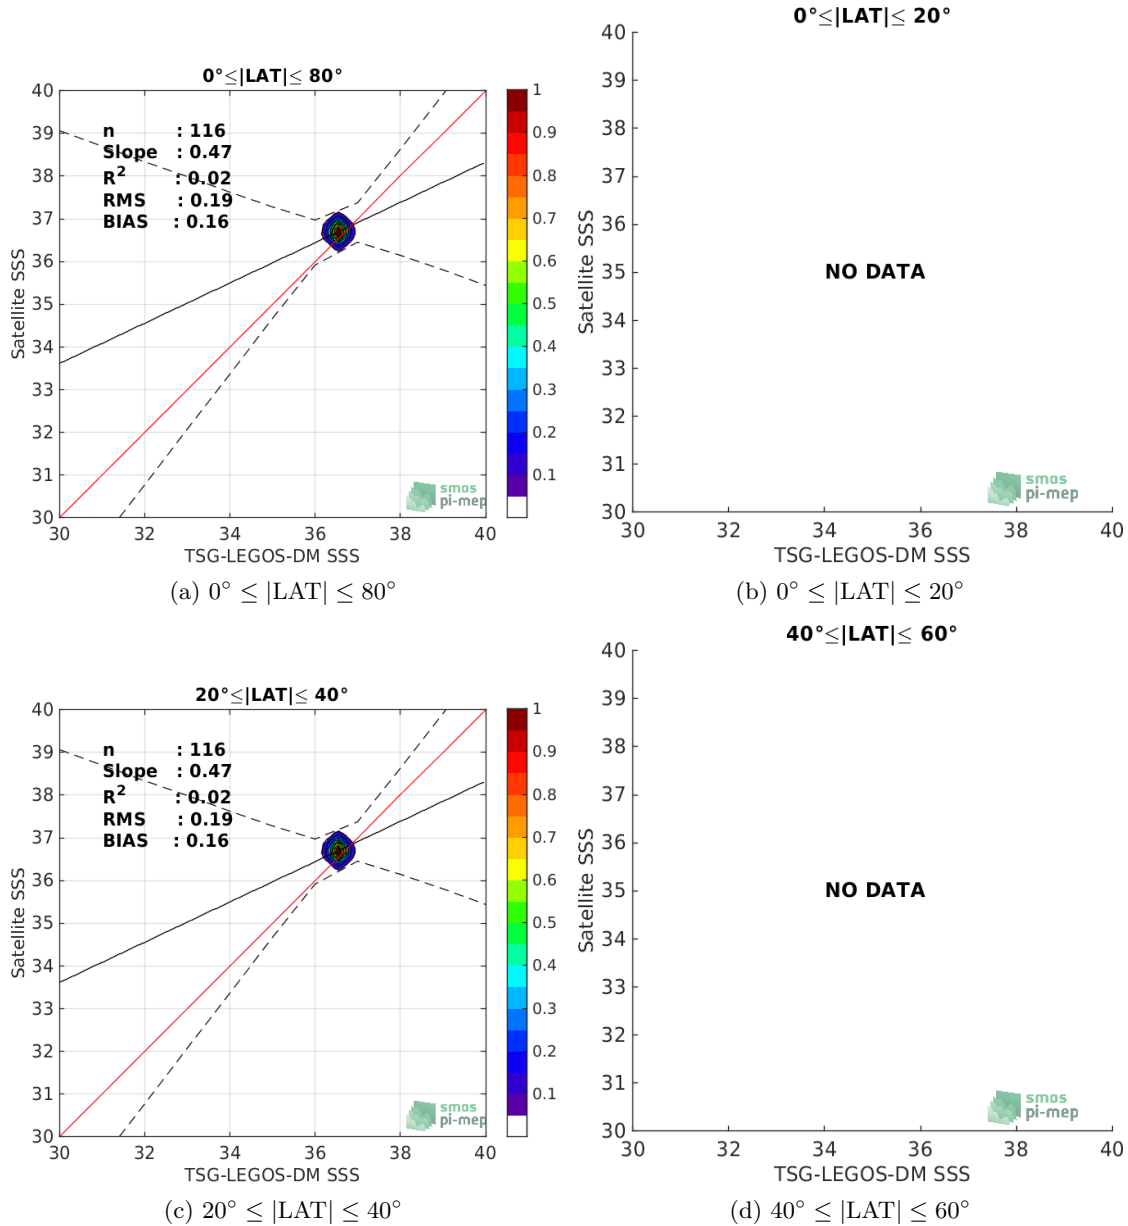 0°≤|LAT|≤ 80°
40
39
38
37
36
35
34
33
32
31
30
30
32
34
36
38
40
Satellite SSS
TSG-LEGOS-DM SSS
n : 116
Slope : 0.47
R² : 0.02
RMS : 0.19
BIAS : 0.16
1
0.9
0.8
0.7
0.6
0.5
0.4
0.3
0.2
0.1
smos
pi-mep
(a) 0° ≤ |LAT| ≤ 80°
0°≤|LAT|≤ 20°
40
39
38
37
36
35
34
33
32
31
30
30
32
34
36
38
40
Satellite SSS
TSG-LEGOS-DM SSS
NO DATA
smos
pi-mep
(b) 0° ≤ |LAT| ≤ 20°
20°≤|LAT|≤ 40°
40
39
38
37
36
35
34
33
32
31
30
30
32
34
36
38
40
Satellite SSS
TSG-LEGOS-DM SSS
n : 116
Slope : 0.47
R² : 0.02
RMS : 0.19
BIAS : 0.16
1
0.9
0.8
0.7
0.6
0.5
0.4
0.3
0.2
0.1
smos
pi-mep
(c) 20° ≤ |LAT| ≤ 40°
40°≤|LAT|≤ 60°
40
39
38
37
36
35
34
33
32
31
30
30
32
34
36
38
40
Satellite SSS
TSG-LEGOS-DM SSS
NO DATA
smos
pi-mep
(d) 40° ≤ |LAT| ≤ 60°